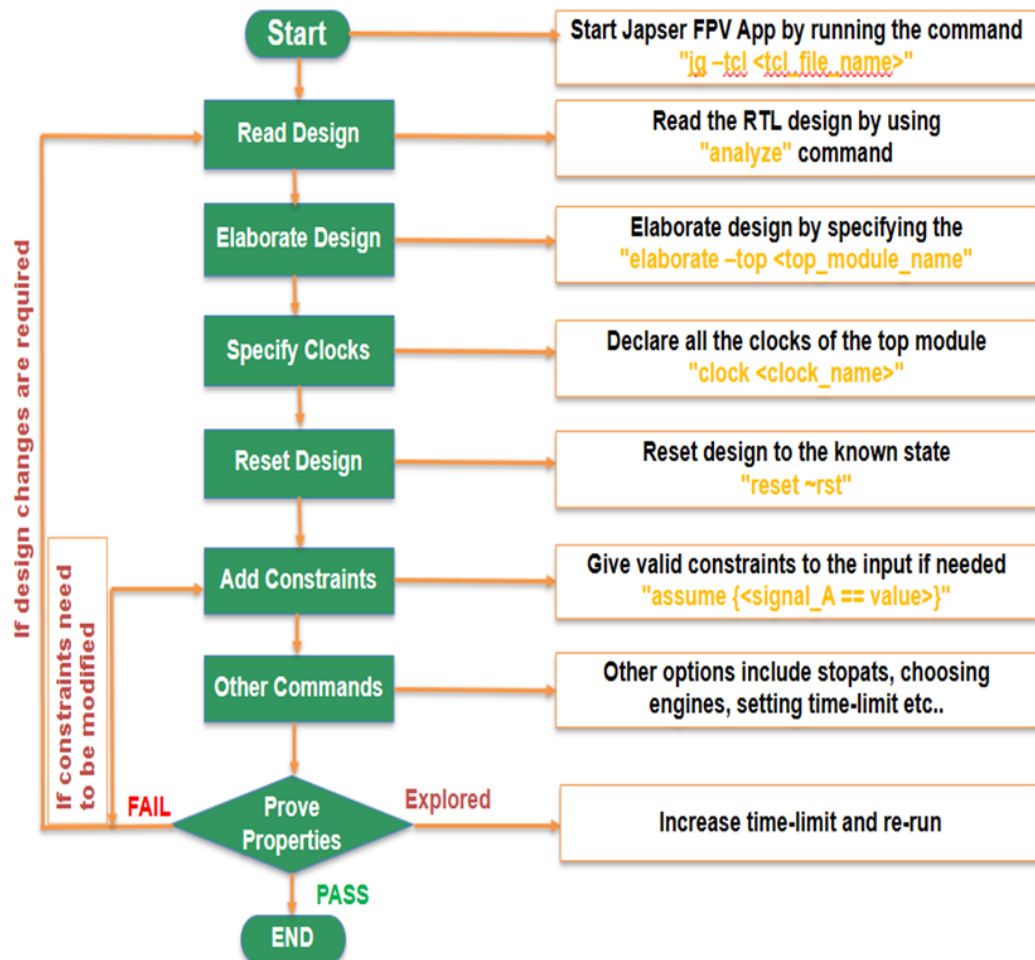 Start
Start Japser FPV App by running the command
"jg –tcl <tcl_file_name>"
Read Design
Read the RTL design by using
"analyze" command
Elaborate Design
Elaborate design by specifying the
"elaborate –top <top_module_name"
Specify Clocks
Declare all the clocks of the top module
"clock <clock_name>"
Reset Design
Reset design to the known state
"reset ~rst"
Add Constraints
Give valid constraints to the input if needed
"assume {<signal_A == value>}"
Other Commands
Other options include stopats, choosing
engines, setting time-limit etc..
If design changes are required
If constraints need
to be modified
FAIL
Prove
Properties
Explored
Increase time-limit and re-run
PASS
END